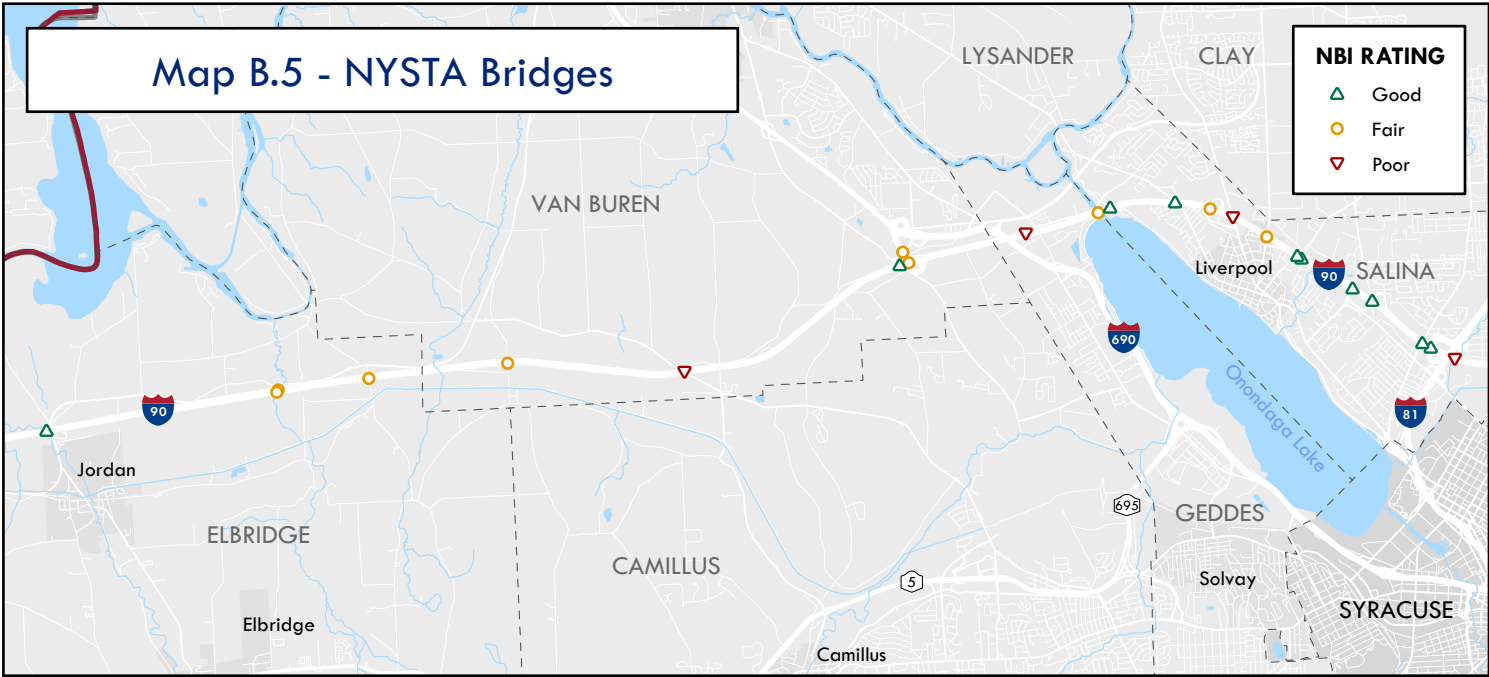 Map B.5 - NYSTA Bridges
LYSANDER
CLAY
NBI RATING
Good
Fair
Poor
VAN BUREN
Liverpool
90
SALINA
690
Onondaga Lake
90
81
Jordan
695
GEDDES
ELBRIDGE
CAMILLUS
5
Solvay
SYRACUSE
Elbridge
Camillus